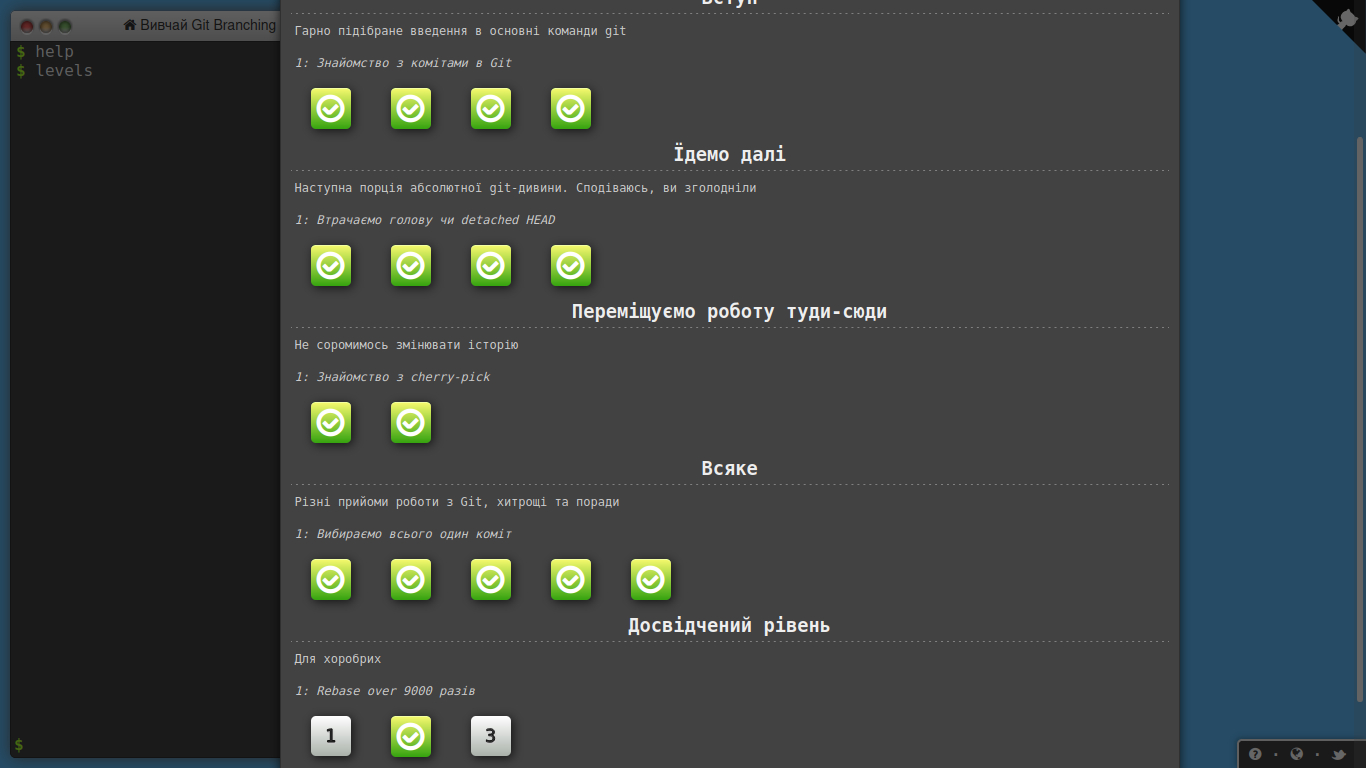 Вивчай Git Branching
$ help
$ levels
$
Вступ
Гарно підібране введення в основні команди git
1: Знайомство з комітами в Git
Їдемо далі
Наступна порція абсолютної git-дивини. Сподіваюсь, ви зголодніли
1: Втрачаємо голову чи detached HEAD
Переміщуємо роботу туди-сюди
Не соромимось змінювати історію
1: Знайомство з cherry-pick
Всяке
Різні прийоми роботи з Git, хитрощі та поради
1: Вибираємо всього один коміт
Досвідчений рівень
Для хоробрих
1: Rebase over 9000 разів
1 3